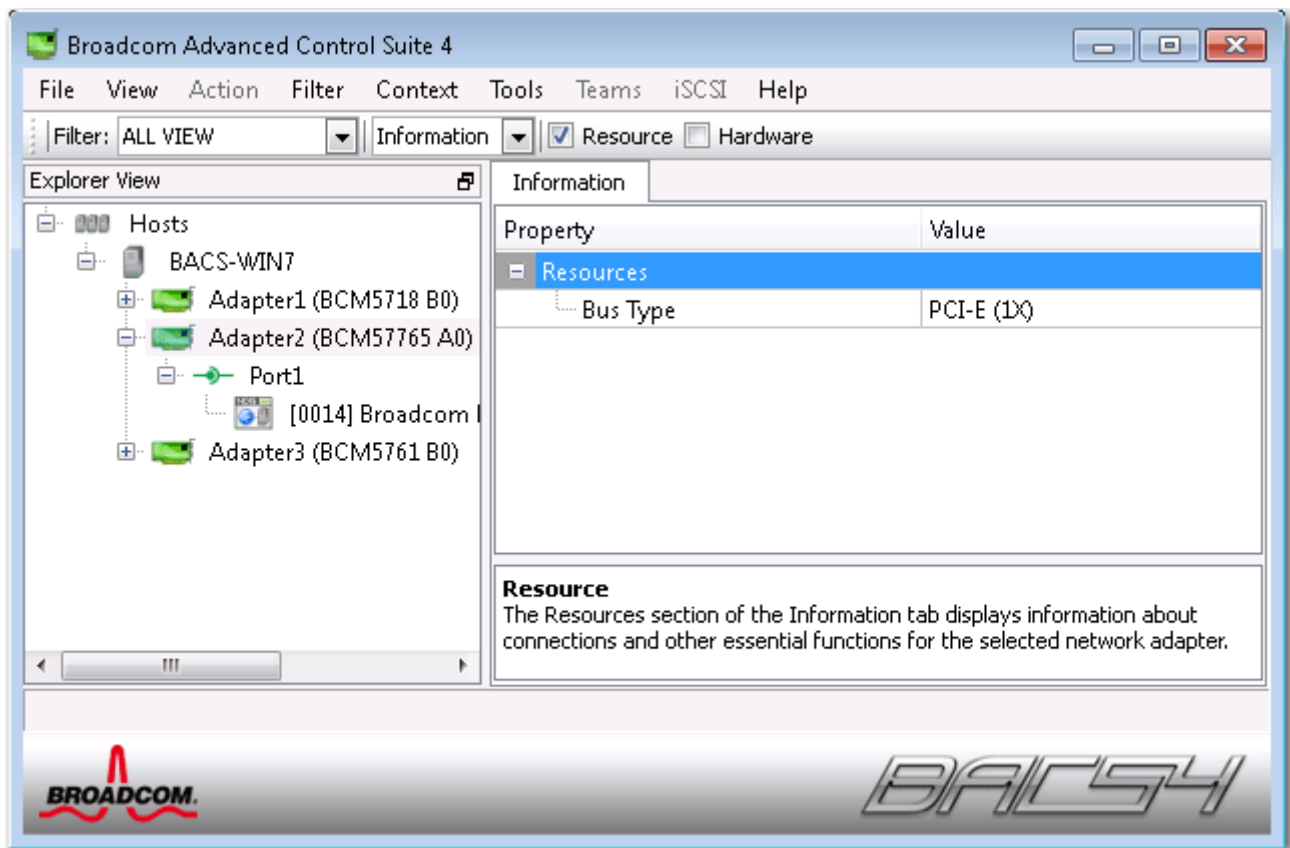 Broadcom Advanced Control Suite 4
File View Action Filter Context Tools Teams iSCSI Help
Filter: ALL VIEW Information Resource Hardware
Explorer View
Hosts
BACS-WIN7
Adapter1 (BCM5718 B0)
Adapter2 (BCM57765 A0)
Port1
[0014] Broadcom
Adapter3 (BCM5761 B0)
Information
Property Value
Resources
Bus Type PCI-E (1X)
Resource
The Resources section of the Information tab displays information about
connections and other essential functions for the selected network adapter.
BROADCOM.
BACS4